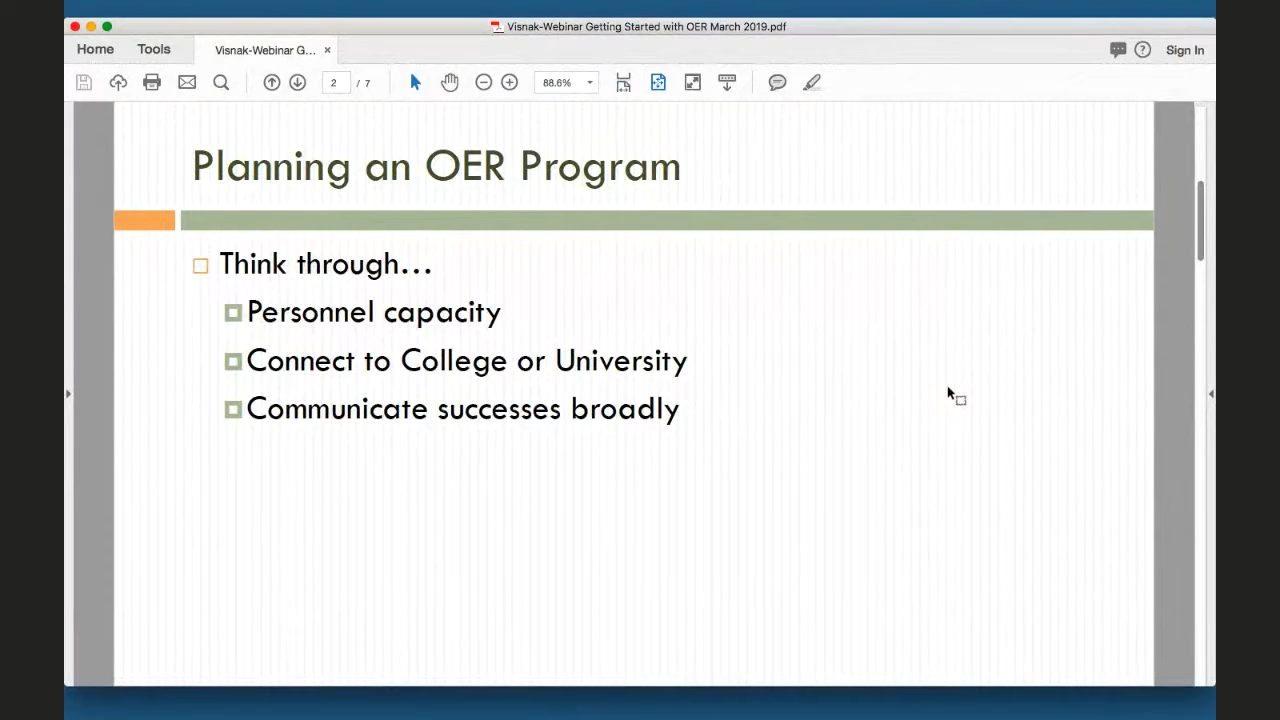 Visnak-Webinar Getting Started with OER March 2019.pdf
Home Tools Visnak-Webinar G... × Sign In
2 / 7 88.6%
Planning an OER Program
Think through...
Personnel capacity
Connect to College or University
Communicate successes broadly